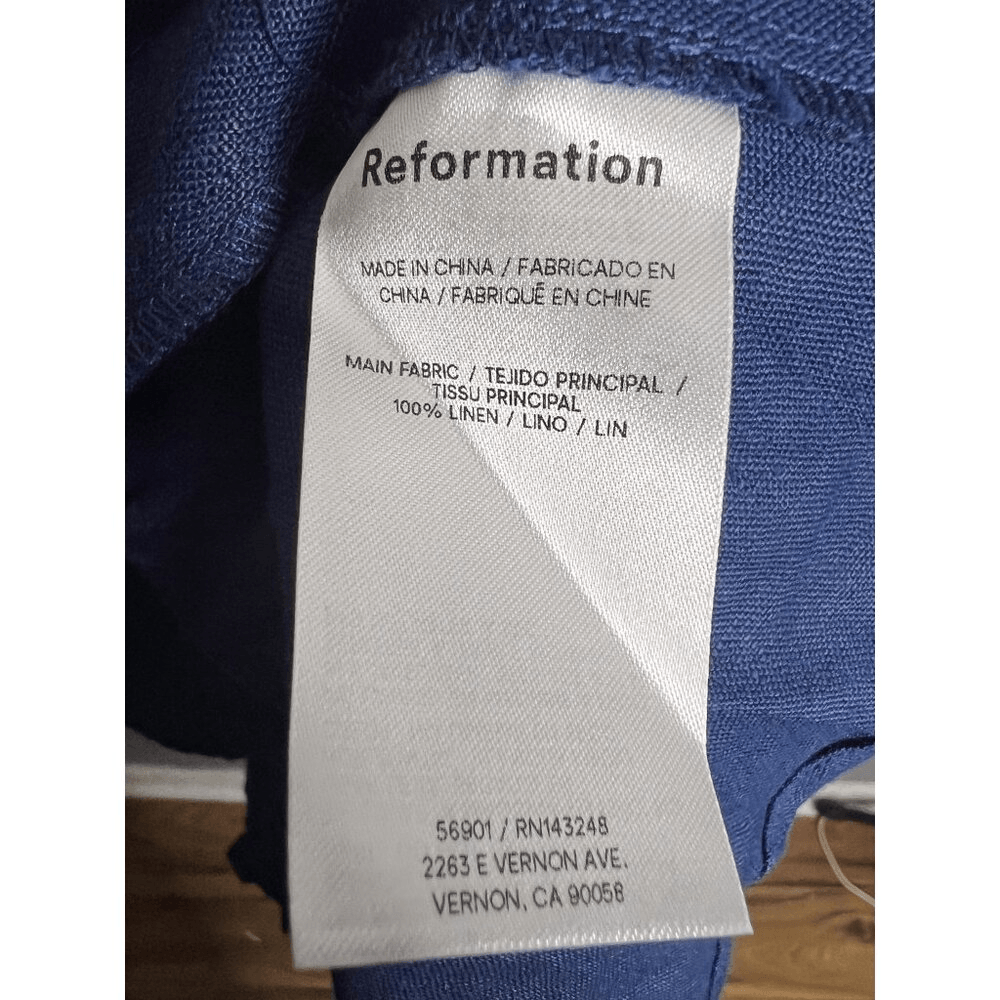 Reformation
MADE IN CHINA / FABRICADO EN
CHINA / FABRIQUÉ EN CHINE
MAIN FABRIC / TEJIDO PRINCIPAL /
TISSU PRINCIPAL
100% LINEN / LINO / LIN
56901 / RN143248
2263 E VERNON AVE.
VERNON, CA 90058